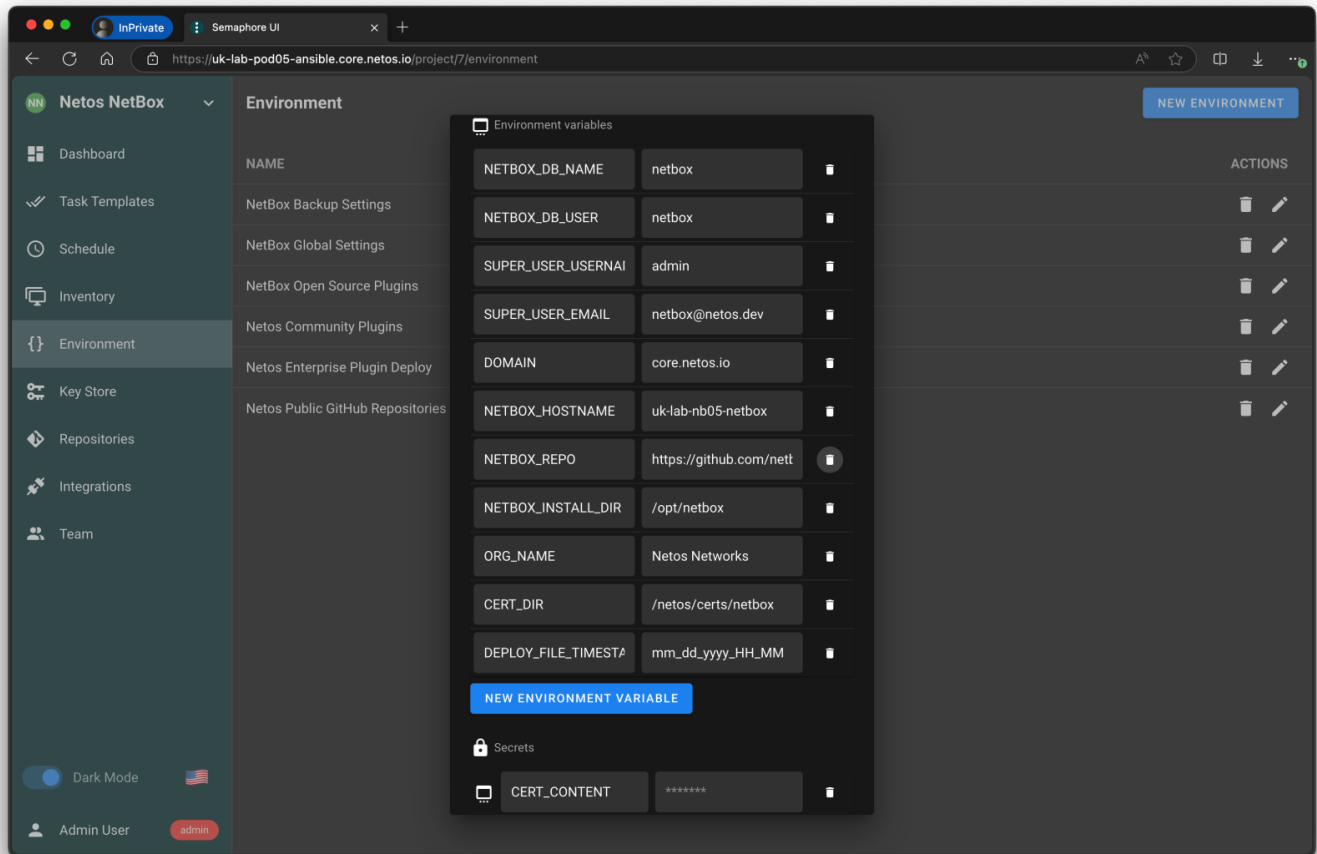 InPrivate
Semaphore UI
https://uk-lab-pod05-ansible.core.netos.io/project/7/environment
NN
Netos NetBox
Dashboard
Task Templates
Schedule
Inventory
{} Environment
Key Store
Repositories
Integrations
Team
Dark Mode
Admin User
admin
Environment
NEW ENVIRONMENT
NAME
ACTIONS
NetBox Backup Settings
NetBox Global Settings
NetBox Open Source Plugins
Netos Community Plugins
Netos Enterprise Plugin Deploy
Netos Public GitHub Repositories
Environment variables
NETBOX_DB_NAME netbox
NETBOX_DB_USER netbox
SUPER_USER_USERNAI admin
SUPER_USER_EMAIL netbox@netos.dev
DOMAIN core.netos.io
NETBOX_HOSTNAME uk-lab-nb05-netbox
NETBOX_REPO https://github.com/netb
NETBOX_INSTALL_DIR /opt/netbox
ORG_NAME Netos Networks
CERT_DIR /netos/certs/netbox
DEPLOY_FILE_TIMESTA mm_dd_yyyy_HH_MM
NEW ENVIRONMENT VARIABLE
Secrets
CERT_CONTENT *******